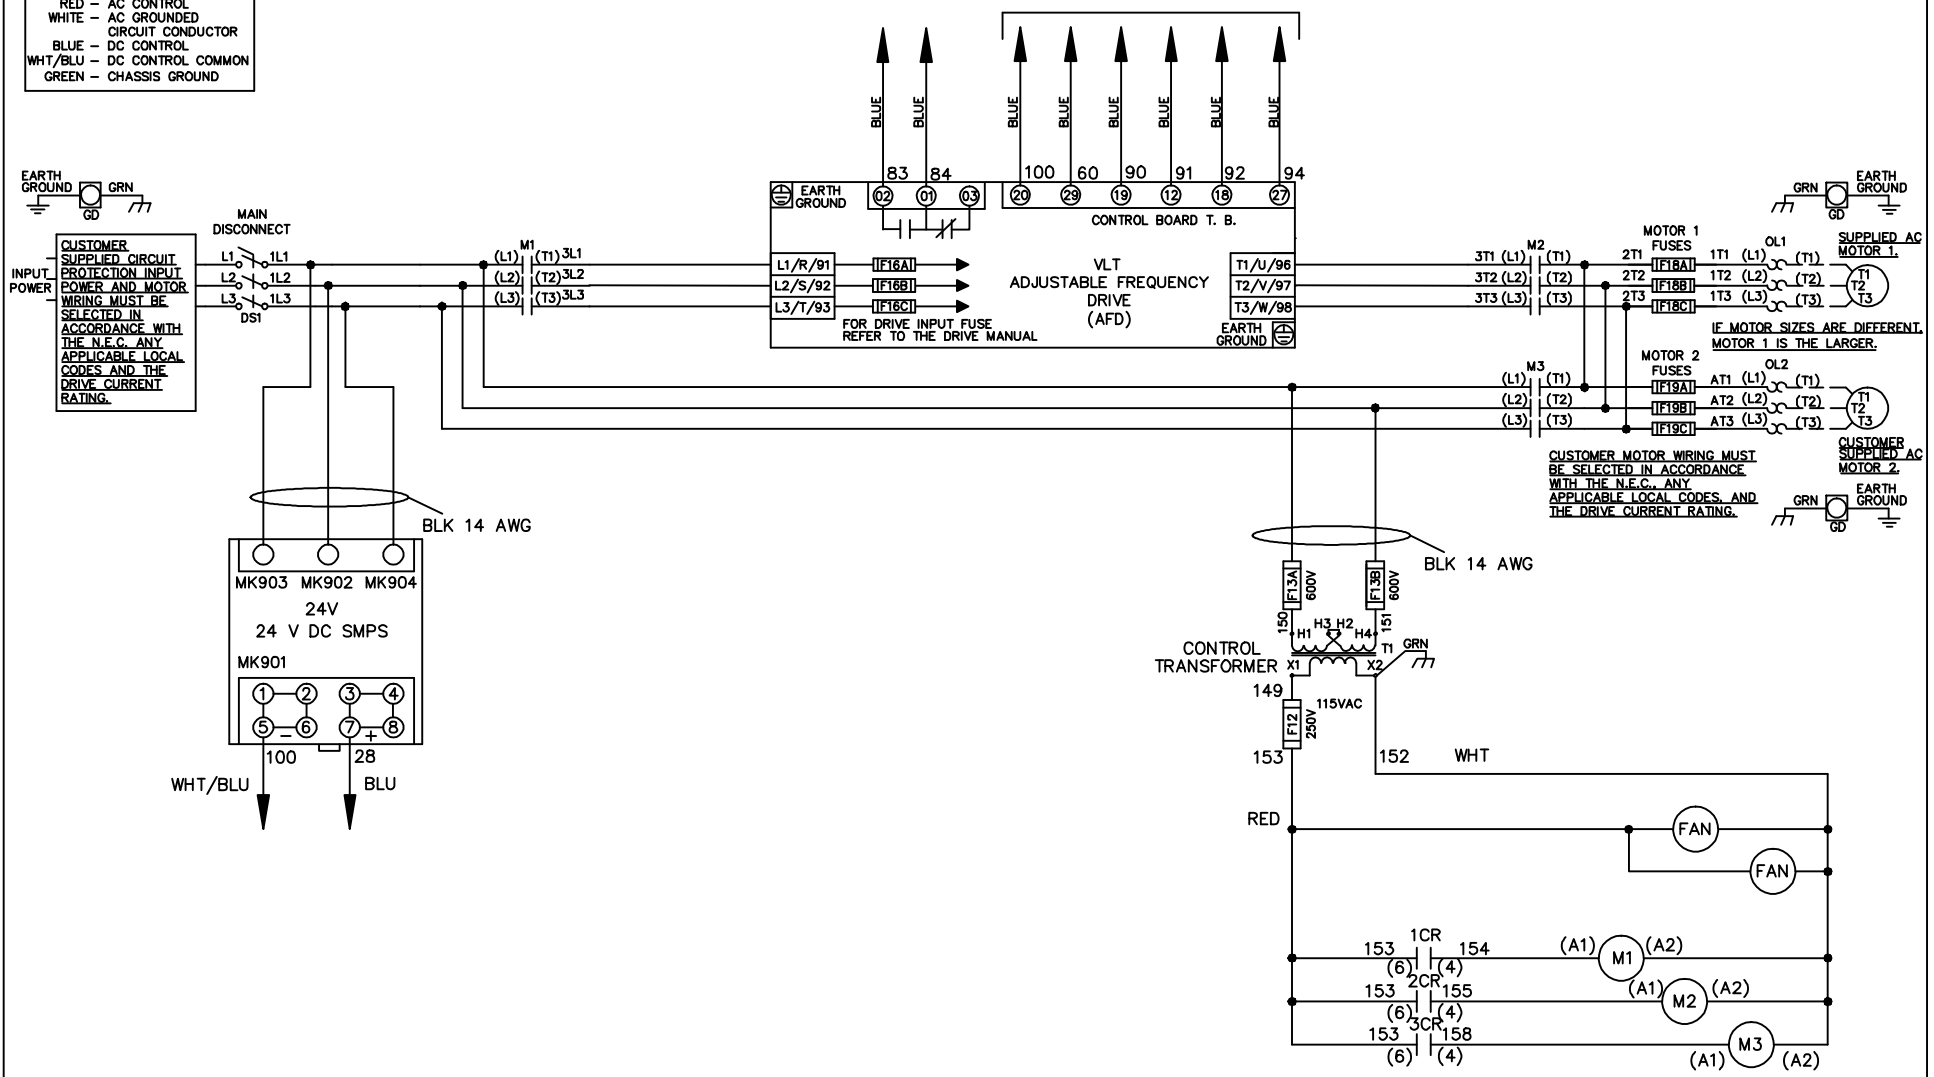 RED – AC CONTROL
WHITE – AC GROUNDED
CIRCUIT CONDUCTOR
BLUE – DC CONTROL
WHT/BLU – DC CONTROL COMMON
GREEN – CHASSIS GROUND
BLUE
BLUE
BLUE
BLUE
BLUE
BLUE
BLUE
BLUE
83 84 100 60 90 91 92 94
EARTH
GROUND
GRN
GD
MAIN
DISCONNECT
INPUT
POWER
CUSTOMER
SUPPLIED CIRCUIT
PROTECTION INPUT
POWER AND MOTOR
WIRING MUST BE
SELECTED IN
ACCORDANCE WITH
THE N.E.C. ANY
APPLICABLE LOCAL
CODES AND THE
DRIVE CURRENT
RATING.
L1 1L1
L2 1L2
L3 1L3
DS1
M1
(L1) (T1) 3L1
(L2) (T2) 3L2
(L3) (T3) 3L3
EARTH
GROUND
02 01 03
20 29 19 12 18 27
CONTROL BOARD T. B.
L1/R/91 F16A
L2/S/92 F16B
L3/T/93 F16C
FOR DRIVE INPUT FUSE
REFER TO THE DRIVE MANUAL
VLT
ADJUSTABLE FREQUENCY
DRIVE
(AFD)
T1/U/96
T2/V/97
T3/W/98
EARTH
GROUND
M2
3T1 (L1) (T1)
3T2 (L2) (T2)
3T3 (L3) (T3)
MOTOR 1
FUSES
2T1 F18A 1T1 (L1) (T1)
2T2 F18B 1T2 (L2) (T2)
2T3 F18C 1T3 (L3) (T3)
OL1
GRN
GD
EARTH
GROUND
SUPPLIED AC
MOTOR 1.
T1
T2
T3
IF MOTOR SIZES ARE DIFFERENT,
MOTOR 1 IS THE LARGER.
M3
(L1) (T1)
(L2) (T2)
(L3) (T3)
MOTOR 2
FUSES
F19A AT1 (L1) (T1)
F19B AT2 (L2) (T2)
F19C AT3 (L3) (T3)
OL2
T1
T2
T3
CUSTOMER
SUPPLIED AC
MOTOR 2.
CUSTOMER MOTOR WIRING MUST
BE SELECTED IN ACCORDANCE
WITH THE N.E.C., ANY
APPLICABLE LOCAL CODES, AND
THE DRIVE CURRENT RATING.
GRN
GD
EARTH
GROUND
BLK 14 AWG
MK903 MK902 MK904
24V
24 V DC SMPS
MK901
1 2 3 4
5 – 6 7 + 8
100 28
WHT/BLU BLU
BLK 14 AWG
F13A
600V
F13B
600V
150
151
H1 H3 H2 H4
T1
GRN
CONTROL
TRANSFORMER
X1 X2
149
115VAC
F12
250V
153
152 WHT
RED
FAN
FAN
1CR
153 154 (A1) M1 (A2)
(6) (4)
2CR
153 155 (A1) M2 (A2)
(6) (4)
3CR
153 158 M3
(6) (4) (A1) (A2)